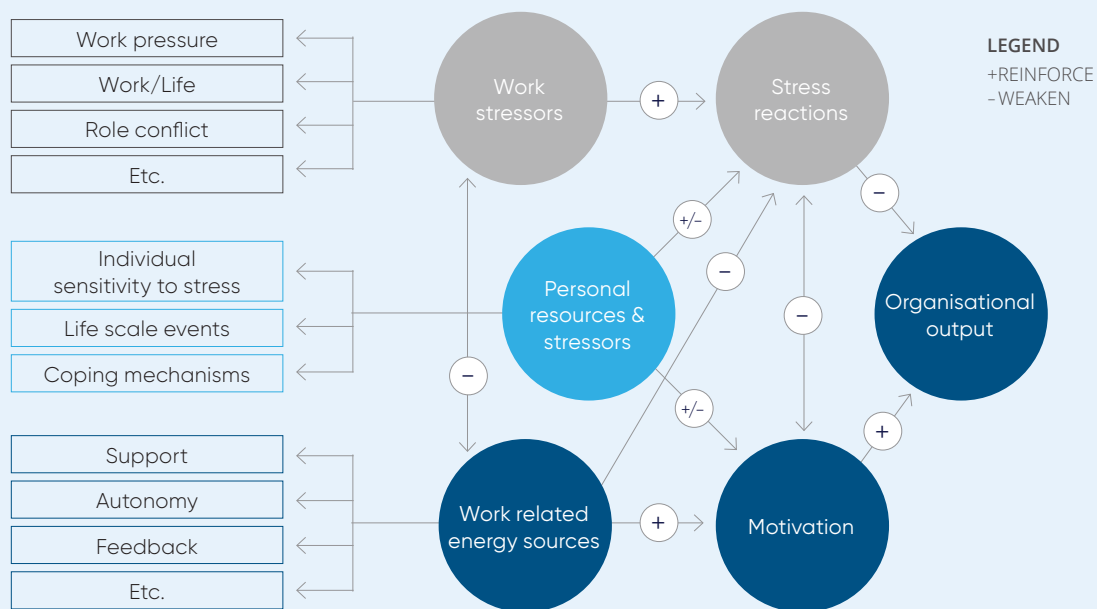 Work pressure
Work/Life
Role conflict
Etc.
Individual
sensitivity to stress
Life scale events
Coping mechanisms
Support
Autonomy
Feedback
Etc.
Work
stressors
+
Stress
reactions
LEGEND
+REINFORCE
–WEAKEN
–
+/–
–
Personal
resources &
stressors
–
Organisational
output
–
+/–
+
Work related
energy sources
+
Motivation